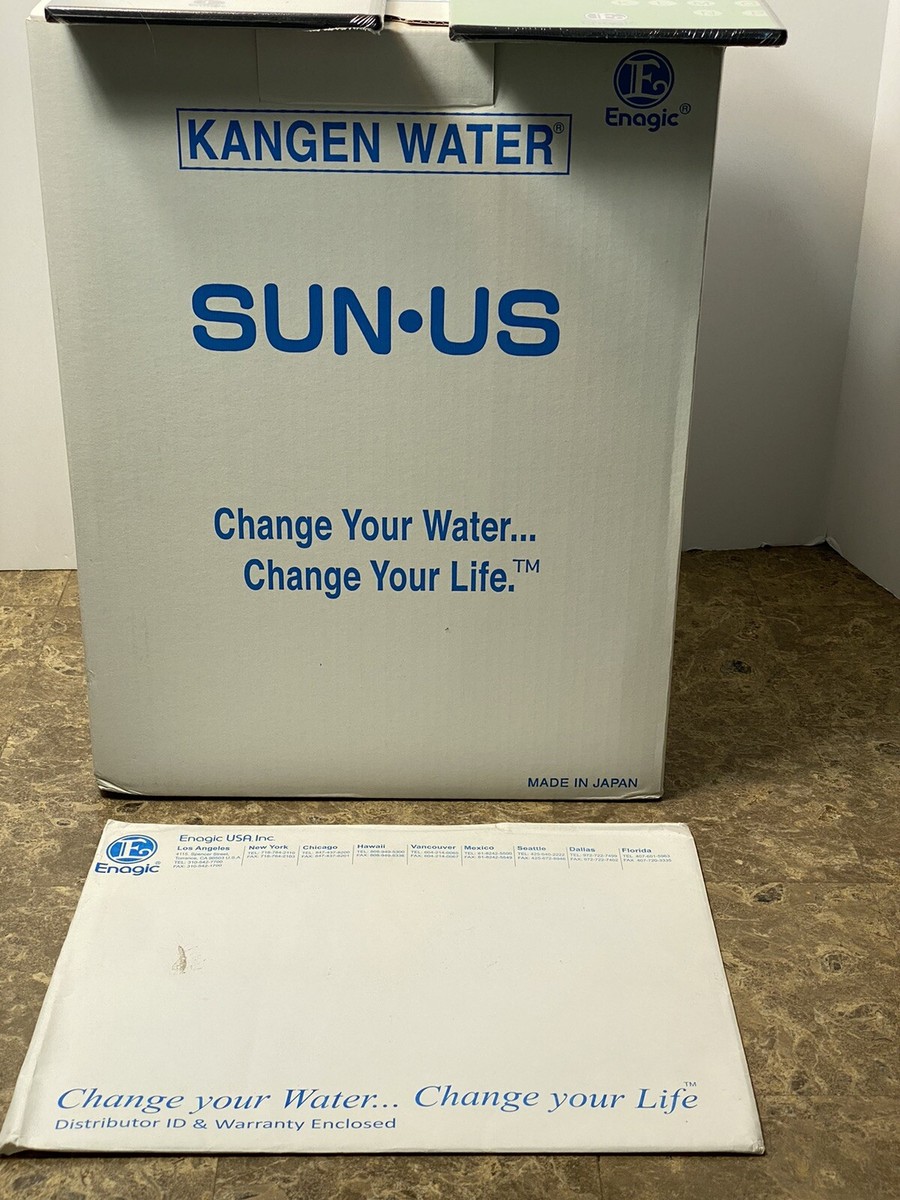 Enagic®
KANGEN WATER®
SUN•US
Change Your Water...
Change Your Life.™
MADE IN JAPAN
Enagic USA, Inc.
Enagic®
Los Angeles
New York
Chicago
Hawaii
Vancouver
Mexico
Seattle
Dallas
Florida
Change your Water... Change your Life™
Distributor ID & Warranty Enclosed